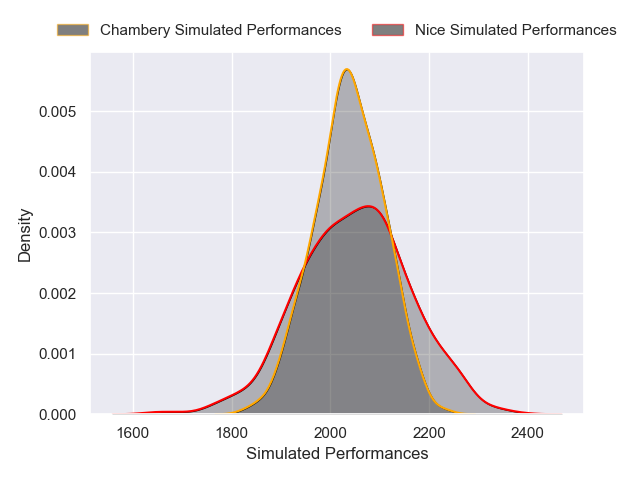 Chambery Simulated Performances
Nice Simulated Performances
0.005
0.004
0.003
0.002
0.001
0.000
Density
1600
1800
2000
2200
2400
Simulated Performances